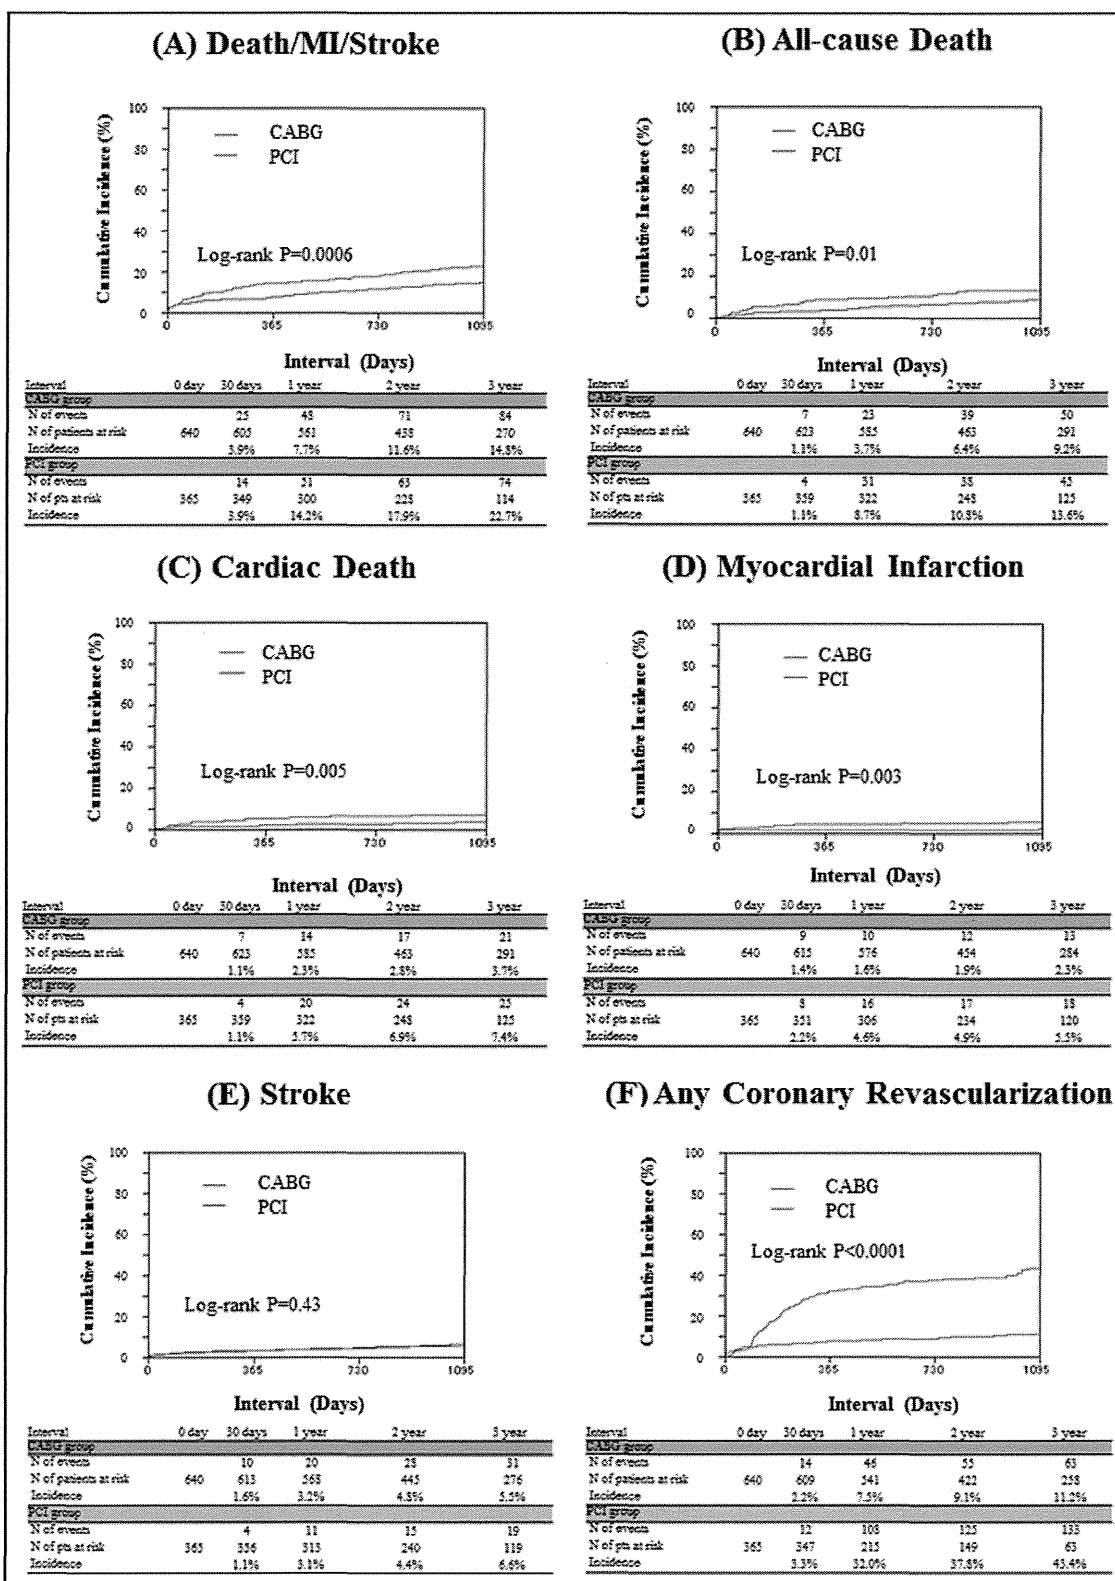 (A) Death/MI/Stroke
Cumulative Incidence (%)
100
80
60
40
20
0
CABG
PCI
Log-rank P=0.0006
0 365 730 1095
Interval (Days)
Interval 0 day 30 days 1 year 2 year 3 year
CABG group
N of events 25 48 71 84
N of patients at risk 640 605 561 438 270
Incidence 3.9% 7.7% 11.6% 14.8%
PCI group
N of events 14 51 63 74
N of pts at risk 365 349 300 228 114
Incidence 3.9% 14.2% 17.9% 22.7%
(B) All-cause Death
Cumulative Incidence (%)
100
80
60
40
20
0
CABG
PCI
Log-rank P=0.01
0 365 730 1095
Interval (Days)
Interval 0 day 30 days 1 year 2 year 3 year
CABG group
N of events 7 23 39 50
N of patients at risk 640 623 585 463 291
Incidence 1.1% 3.7% 6.4% 9.2%
PCI group
N of events 4 31 38 45
N of pts at risk 365 359 322 248 125
Incidence 1.1% 8.7% 10.8% 13.6%
(C) Cardiac Death
Cumulative Incidence (%)
100
80
60
40
20
0
CABG
PCI
Log-rank P=0.005
0 365 730 1095
Interval (Days)
Interval 0 day 30 days 1 year 2 year 3 year
CABG group
N of events 7 14 17 21
N of patients at risk 640 623 585 463 291
Incidence 1.1% 2.3% 2.8% 3.7%
PCI group
N of events 4 20 24 25
N of pts at risk 365 359 322 248 125
Incidence 1.1% 5.7% 6.9% 7.4%
(D) Myocardial Infarction
Cumulative Incidence (%)
100
80
60
40
20
0
CABG
PCI
Log-rank P=0.003
0 365 730 1095
Interval (Days)
Interval 0 day 30 days 1 year 2 year 3 year
CABG group
N of events 9 10 12 13
N of patients at risk 640 615 576 454 284
Incidence 1.4% 1.6% 1.9% 2.3%
PCI group
N of events 8 16 17 18
N of pts at risk 365 351 306 234 120
Incidence 2.2% 4.6% 4.9% 5.5%
(E) Stroke
Cumulative Incidence (%)
100
80
60
40
20
0
CABG
PCI
Log-rank P=0.43
0 365 730 1095
Interval (Days)
Interval 0 day 30 days 1 year 2 year 3 year
CABG group
N of events 10 20 28 31
N of patients at risk 640 613 568 445 276
Incidence 1.6% 3.2% 4.8% 5.5%
PCI group
N of events 4 11 15 19
N of pts at risk 365 356 313 240 119
Incidence 1.1% 3.1% 4.4% 6.6%
(F) Any Coronary Revascularization
Cumulative Incidence (%)
100
80
60
40
20
0
CABG
PCI
Log-rank P<0.0001
0 365 730 1095
Interval (Days)
Interval 0 day 30 days 1 year 2 year 3 year
CABG group
N of events 14 46 55 63
N of patients at risk 640 609 541 422 258
Incidence 2.2% 7.5% 9.1% 11.2%
PCI group
N of events 12 108 125 133
N of pts at risk 365 347 215 149 63
Incidence 3.3% 32.0% 37.8% 43.4%